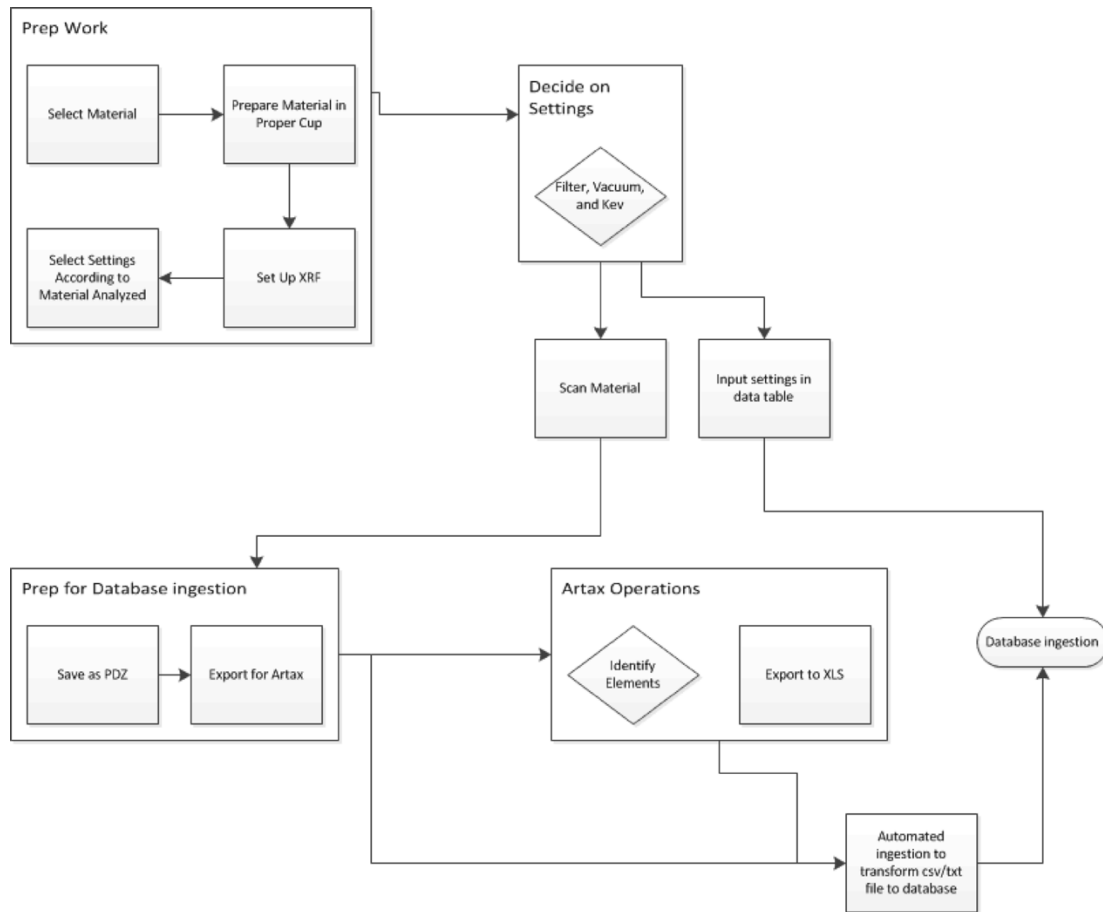 Prep Work
Select Material
Prepare Material in
Proper Cup
Select Settings
According to
Material Analyzed
Set Up XRF
Decide on
Settings
Filter, Vacuum,
and Kev
Scan Material
Input settings in
data table
Prep for Database ingestion
Save as PDZ
Export for Artax
Artax Operations
Identify
Elements
Export to XLS
Database ingestion
Automated
ingestion to
transform csv/txt
file to database